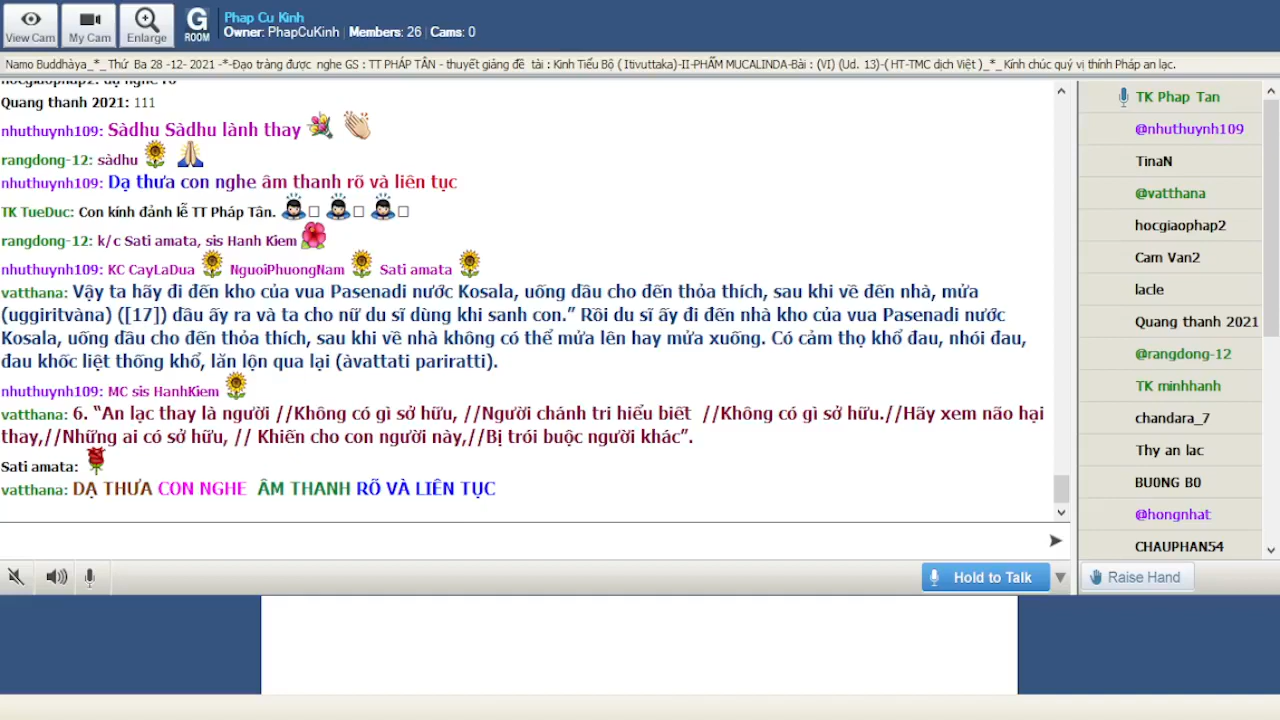 View Cam
My Cam
Enlarge
G
ROOM
Phap Cu Kinh
Owner: PhapCuKinh | Members: 26 | Cams: 0
Namo Buddhàya_*_Thứ Ba 28 -12- 2021 -*-Đạo tràng được nghe GS : TT PHÁP TÂN - thuyết giảng đề tài : Kinh Tiểu Bộ ( Itivuttaka)-II-PHẨM MUCALINDA-Bài : (VI) (Ud. 13)-( HT-TMC dịch Việt )_*_Kính chúc quý vị thính Pháp an lạc.
hocgiaophap2: dạ nghe rõ
Quang thanh 2021: 111
nhuthuynh109: Sàdhu Sàdhu lành thay
rangdong-12: sàdhu
nhuthuynh109: Dạ thưa con nghe âm thanh rõ và liên tục
TK TueDuc: Con kính đảnh lễ TT Pháp Tân.
rangdong-12: k/c Sati amata, sis Hanh Kiem
nhuthuynh109: KC CayLaDua NguoiPhuongNam Sati amata
vatthana: Vậy ta hãy đi đến kho của vua Pasenadi nước Kosala, uống dầu cho đến thỏa thích, sau khi về đến nhà, mửa
(uggiritvàna) ([17]) dầu ấy ra và ta cho nữ du sĩ dùng khi sanh con.” Rồi du sĩ ấy đi đến nhà kho của vua Pasenadi nước
Kosala, uống dầu cho đến thỏa thích, sau khi về nhà không có thể mửa lên hay mửa xuống. Có cảm thọ khổ đau, nhói đau,
đau khốc liệt thống khổ, lăn lộn qua lại (àvattati pariratti).
nhuthuynh109: MC sis HanhKiem
vatthana: 6. “An lạc thay là người //Không có gì sở hữu, //Người chánh tri hiểu biết //Không có gì sở hữu.//Hãy xem não hại
thay,//Những ai có sở hữu, // Khiến cho con người này,//Bị trói buộc người khác”.
Sati amata:
vatthana: DẠ THƯA CON NGHE ÂM THANH RÕ VÀ LIÊN TỤC
Hold to Talk
TK Phap Tan
@nhuthuynh109
TinaN
@vatthana
hocgiaophap2
Cam Van2
lacle
Quang thanh 2021
@rangdong-12
TK minhhanh
chandara_7
Thy an lac
BU0NG B0
@hongnhat
CHAUPHAN54
Raise Hand